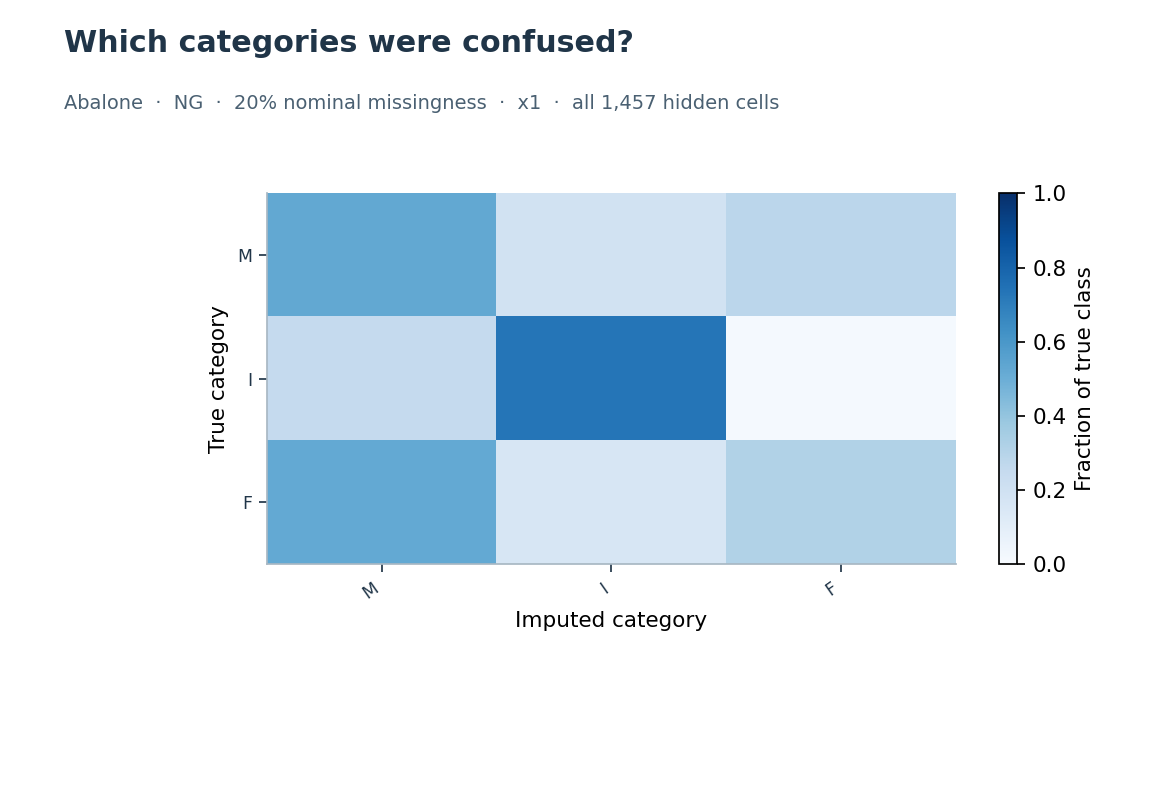 Which categories were confused?
Abalone · NG · 20% nominal missingness · x1 · all 1,457 hidden cells
True category
M
I
F
M I F
Imputed category
1.0
0.8
0.6
0.4
0.2
0.0
Fraction of true class